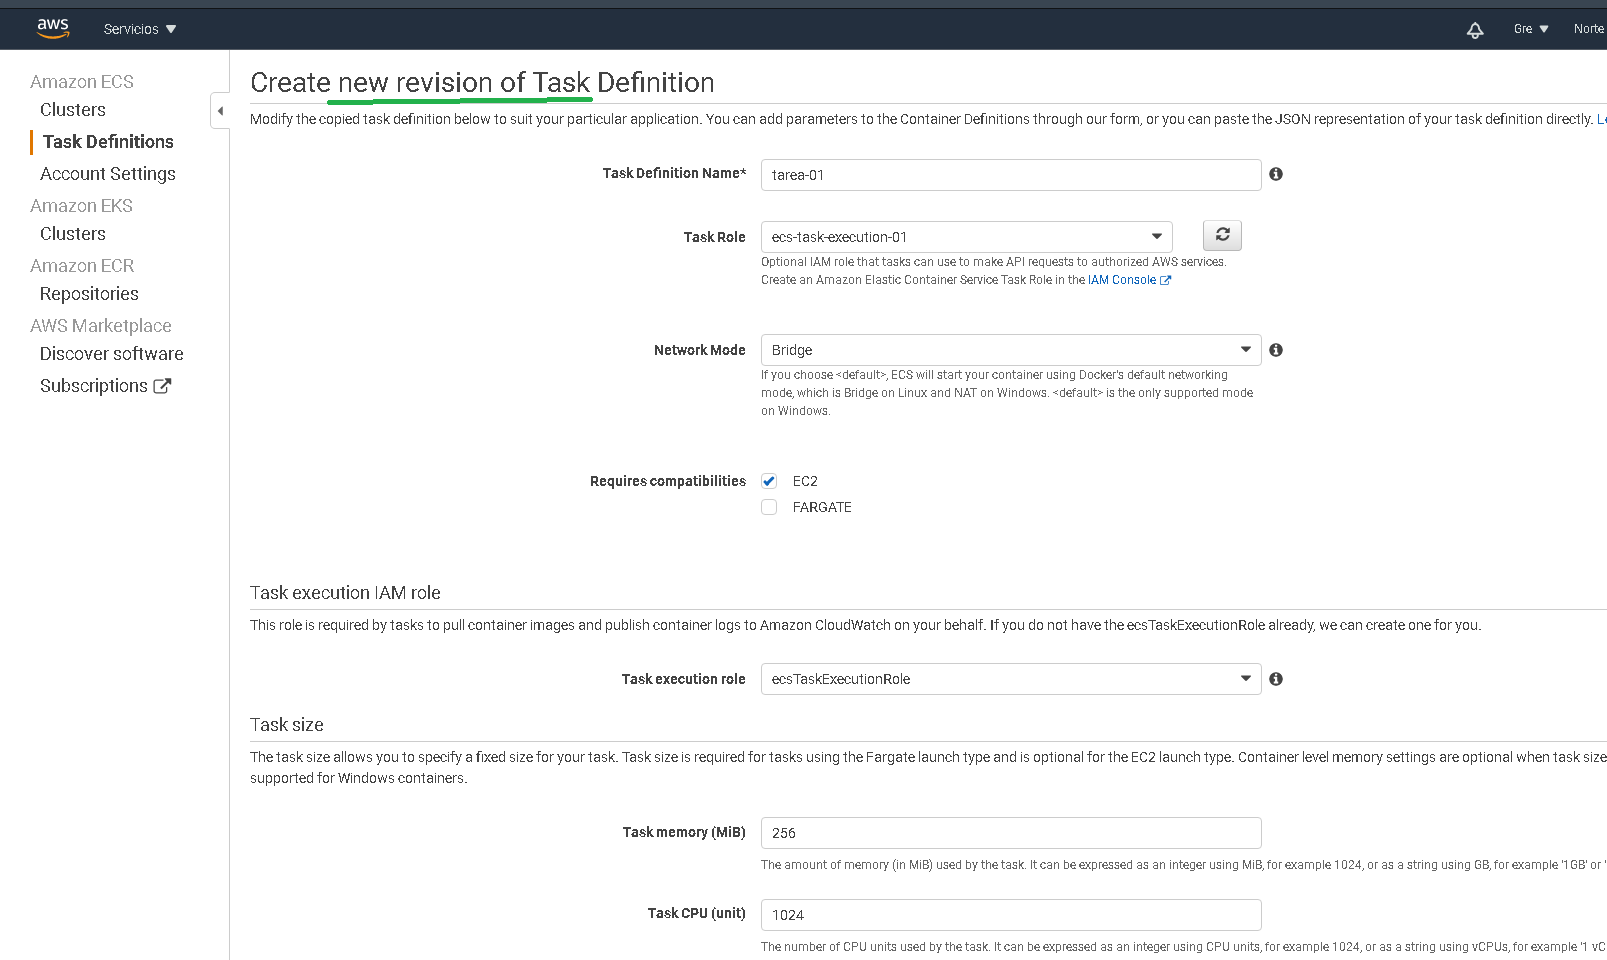 aws Servicios Gre Norte
Amazon ECS
Clusters
Task Definitions
Account Settings
Amazon EKS
Clusters
Amazon ECR
Repositories
AWS Marketplace
Discover software
Subscriptions
Create new revision of Task Definition
Modify the copied task definition below to suit your particular application. You can add parameters to the Container Definitions through our form, or you can paste the JSON representation of your task definition directly. Le
Task Definition Name* tarea-01
Task Role ecs-task-execution-01
Optional IAM role that tasks can use to make API requests to authorized AWS services.
Create an Amazon Elastic Container Service Task Role in the IAM Console
Network Mode Bridge
If you choose <default>, ECS will start your container using Docker's default networking
mode, which is Bridge on Linux and NAT on Windows. <default> is the only supported mode
on Windows.
Requires compatibilities EC2
FARGATE
Task execution IAM role
This role is required by tasks to pull container images and publish container logs to Amazon CloudWatch on your behalf. If you do not have the ecsTaskExecutionRole already, we can create one for you.
Task execution role ecsTaskExecutionRole
Task size
The task size allows you to specify a fixed size for your task. Task size is required for tasks using the Fargate launch type and is optional for the EC2 launch type. Container level memory settings are optional when task size
supported for Windows containers.
Task memory (MiB) 256
The amount of memory (in MiB) used by the task. It can be expressed as an integer using MiB, for example 1024, or as a string using GB, for example '1GB' or '
Task CPU (unit) 1024
The number of CPU units used by the task. It can be expressed as an integer using CPU units, for example 1024, or as a string using vCPUs, for example '1 vC